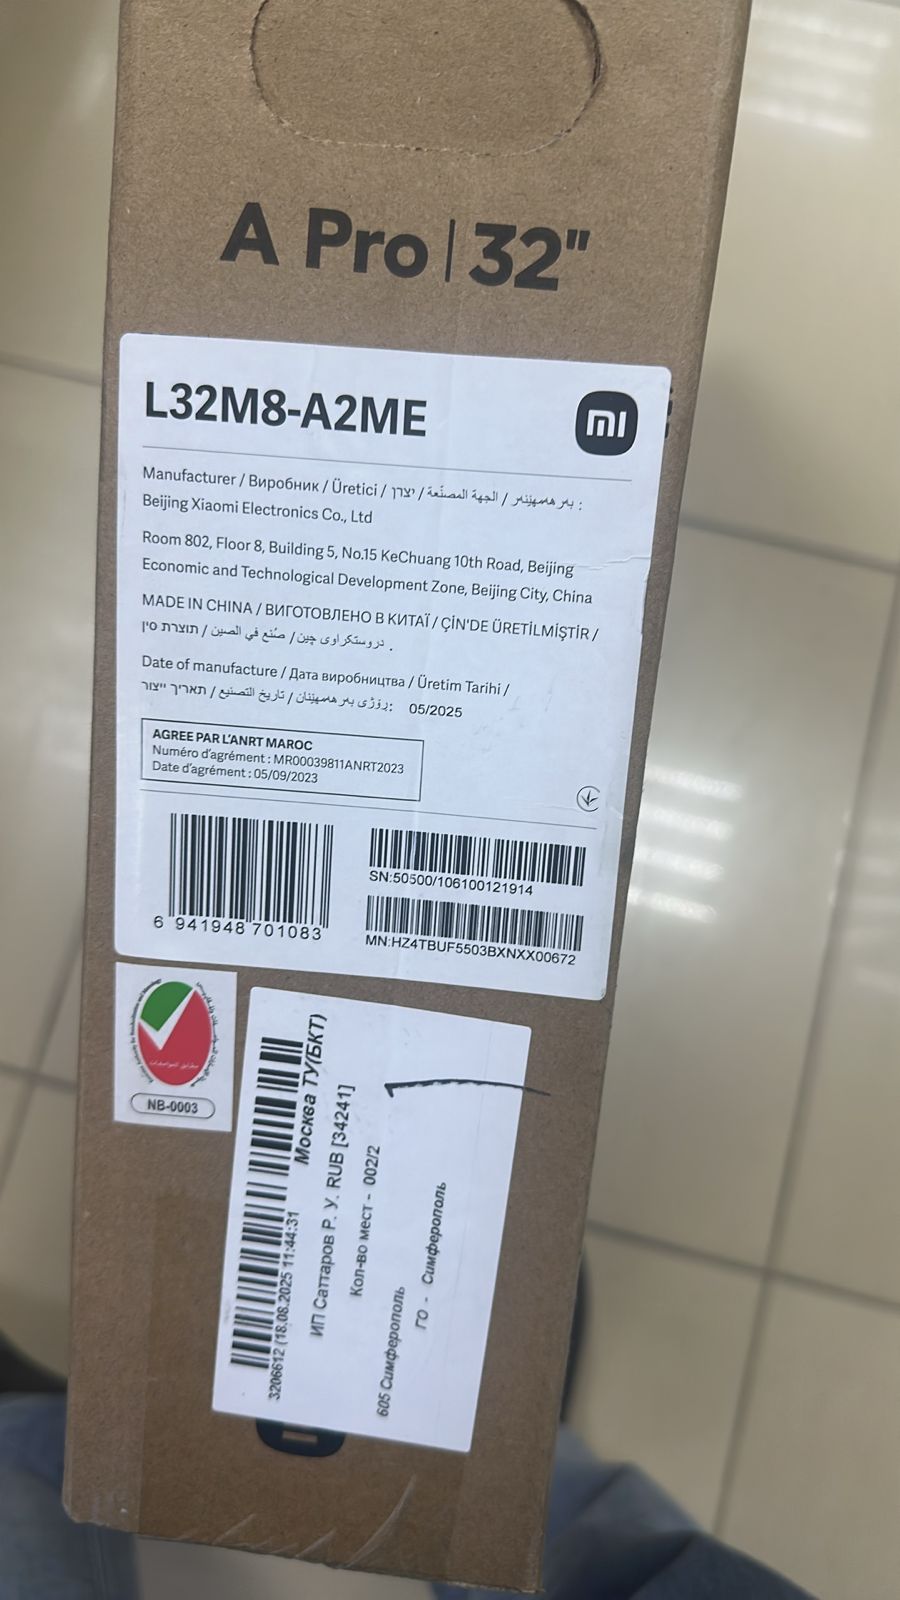 A Pro | 32"
L32M8-A2ME
mi
Manufacturer / Виробник / Üretici / יצרן / الجهة المصنّعة / بەرهەمهێنەر :
Beijing Xiaomi Electronics Co., Ltd
Room 802, Floor 8, Building 5, No.15 KeChuang 10th Road, Beijing
Economic and Technological Development Zone, Beijing City, China
MADE IN CHINA / ВИГОТОВЛЕНО В КИТАЇ / ÇİN'DE ÜRETİLMİŞTİR /
תוצרת סין / صُنع في الصين / دروستکراوی چین .
Date of manufacture / Дата виробництва / Üretim Tarihi /
תאריך ייצור / تاريخ التصنيع / ڕۆژی بەرهەمهێنان: 05/2025
AGREE PAR L'ANRT MAROC
Numéro d'agrément : MR00039811ANRT2023
Date d'agrément : 05/09/2023
6 941948 701083
SN:50500/106100121914
MN:HZ4TBUF5503BXNXX00672
NB-0003
Москва ТУ(БКТ)
3206612 (18.08.2025 11:44:31
ИП Саттаров Р. У. RUB [34241]
Кол-во мест - 002/2
605 Симферополь
ГО - Симферополь